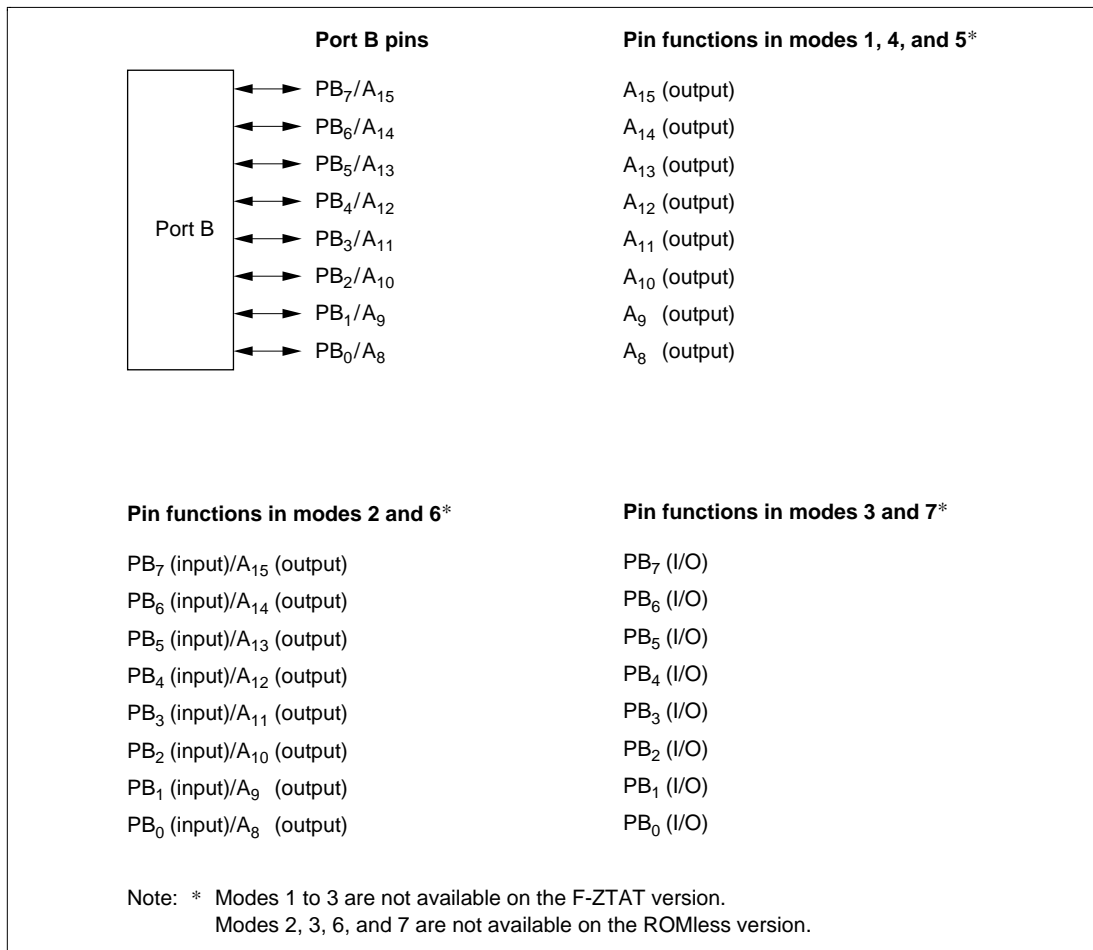 Port B pins
Pin functions in modes 1, 4, and 5*
Port B
PB7/A15
A15 (output)
PB6/A14
A14 (output)
PB5/A13
A13 (output)
PB4/A12
A12 (output)
PB3/A11
A11 (output)
PB2/A10
A10 (output)
PB1/A9
A9 (output)
PB0/A8
A8 (output)
Pin functions in modes 2 and 6*
PB7 (input)/A15 (output)
PB6 (input)/A14 (output)
PB5 (input)/A13 (output)
PB4 (input)/A12 (output)
PB3 (input)/A11 (output)
PB2 (input)/A10 (output)
PB1 (input)/A9 (output)
PB0 (input)/A8 (output)
Pin functions in modes 3 and 7*
PB7 (I/O)
PB6 (I/O)
PB5 (I/O)
PB4 (I/O)
PB3 (I/O)
PB2 (I/O)
PB1 (I/O)
PB0 (I/O)
Note: * Modes 1 to 3 are not available on the F-ZTAT version.
Modes 2, 3, 6, and 7 are not available on the ROMless version.